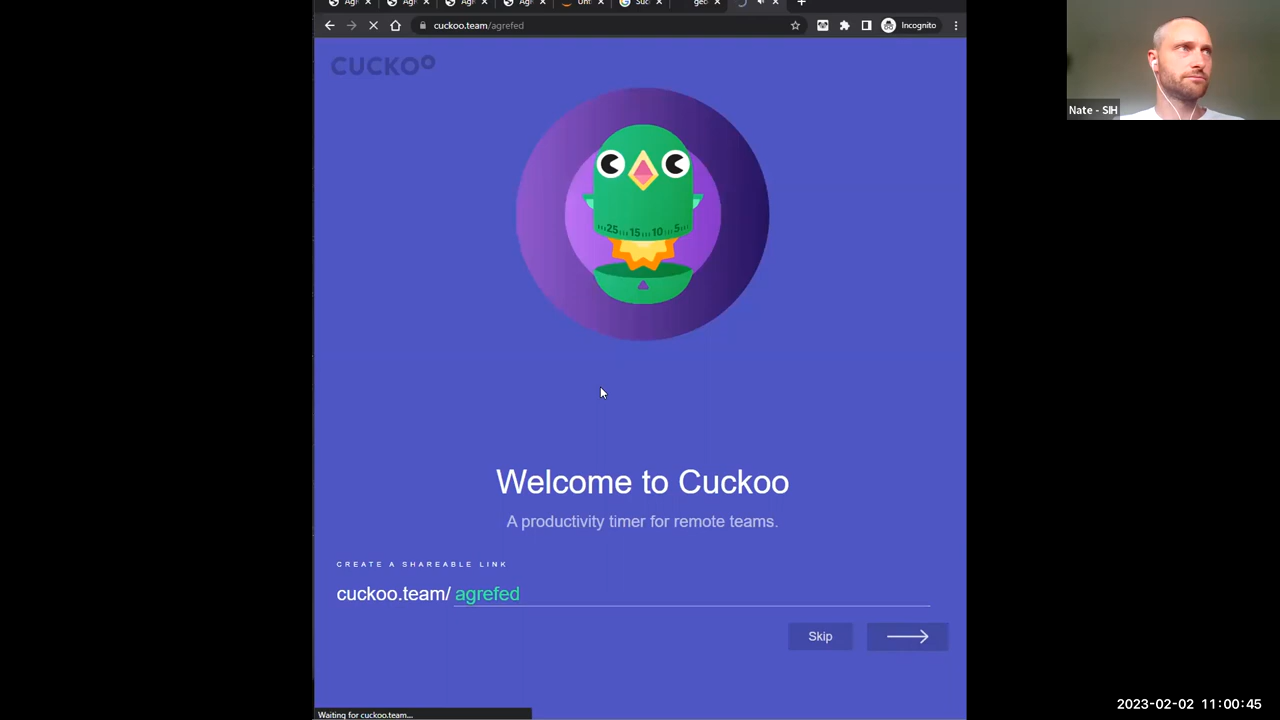 cuckoo.team/agrefed
Incognito
CUCKOO
25 15 10 5
Welcome to Cuckoo
A productivity timer for remote teams.
CREATE A SHAREABLE LINK
cuckoo.team/ agrefed
Skip
Waiting for cuckoo.team...
Nate - SIH
2023-02-02 11:00:45